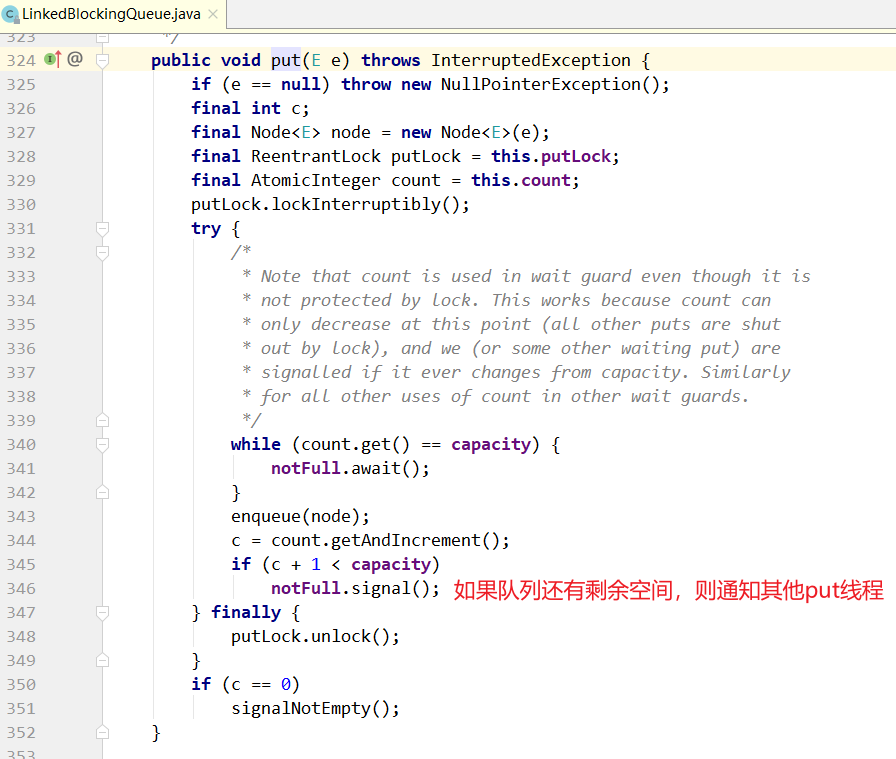 LinkedBlockingQueue.java
323 */
324 @ public void put(E e) throws InterruptedException {
325 if (e == null) throw new NullPointerException();
326 final int c;
327 final Node<E> node = new Node<E>(e);
328 final ReentrantLock putLock = this.putLock;
329 final AtomicInteger count = this.count;
330 putLock.lockInterruptibly();
331 try {
332 /*
333 * Note that count is used in wait guard even though it is
334 * not protected by lock. This works because count can
335 * only decrease at this point (all other puts are shut
336 * out by lock), and we (or some other waiting put) are
337 * signalled if it ever changes from capacity. Similarly
338 * for all other uses of count in other wait guards.
339 */
340 while (count.get() == capacity) {
341 notFull.await();
342 }
343 enqueue(node);
344 c = count.getAndIncrement();
345 if (c + 1 < capacity)
346 notFull.signal(); 如果队列还有剩余空间，则通知其他put线程
347 } finally {
348 putLock.unlock();
349 }
350 if (c == 0)
351 signalNotEmpty();
352 }
353